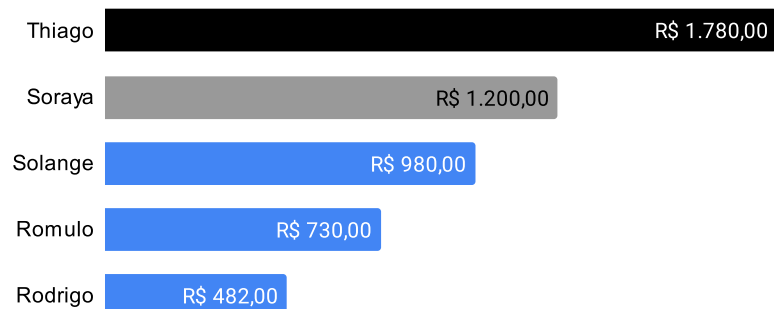 Thiago R$ 1.780,00
Soraya R$ 1.200,00
Solange R$ 980,00
Romulo R$ 730,00
Rodrigo R$ 482,00